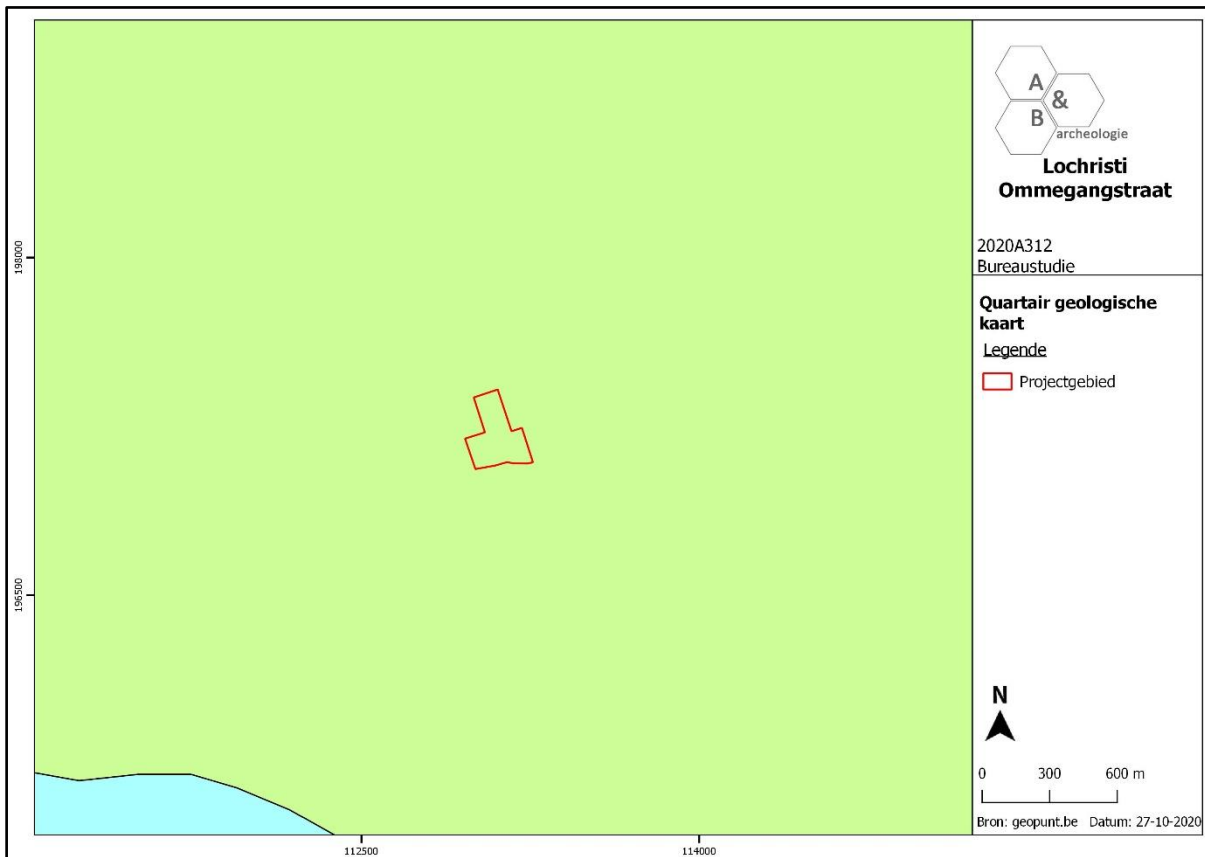 A
&
B
archeologie
Lochristi
Ommegangstraat
2020A312
Bureaustudie
Quartair geologische
kaart
Legende
Projectgebied
198000
196500
112500
114000
N
0 300 600 m
Bron: geopunt.be Datum: 27-10-2020